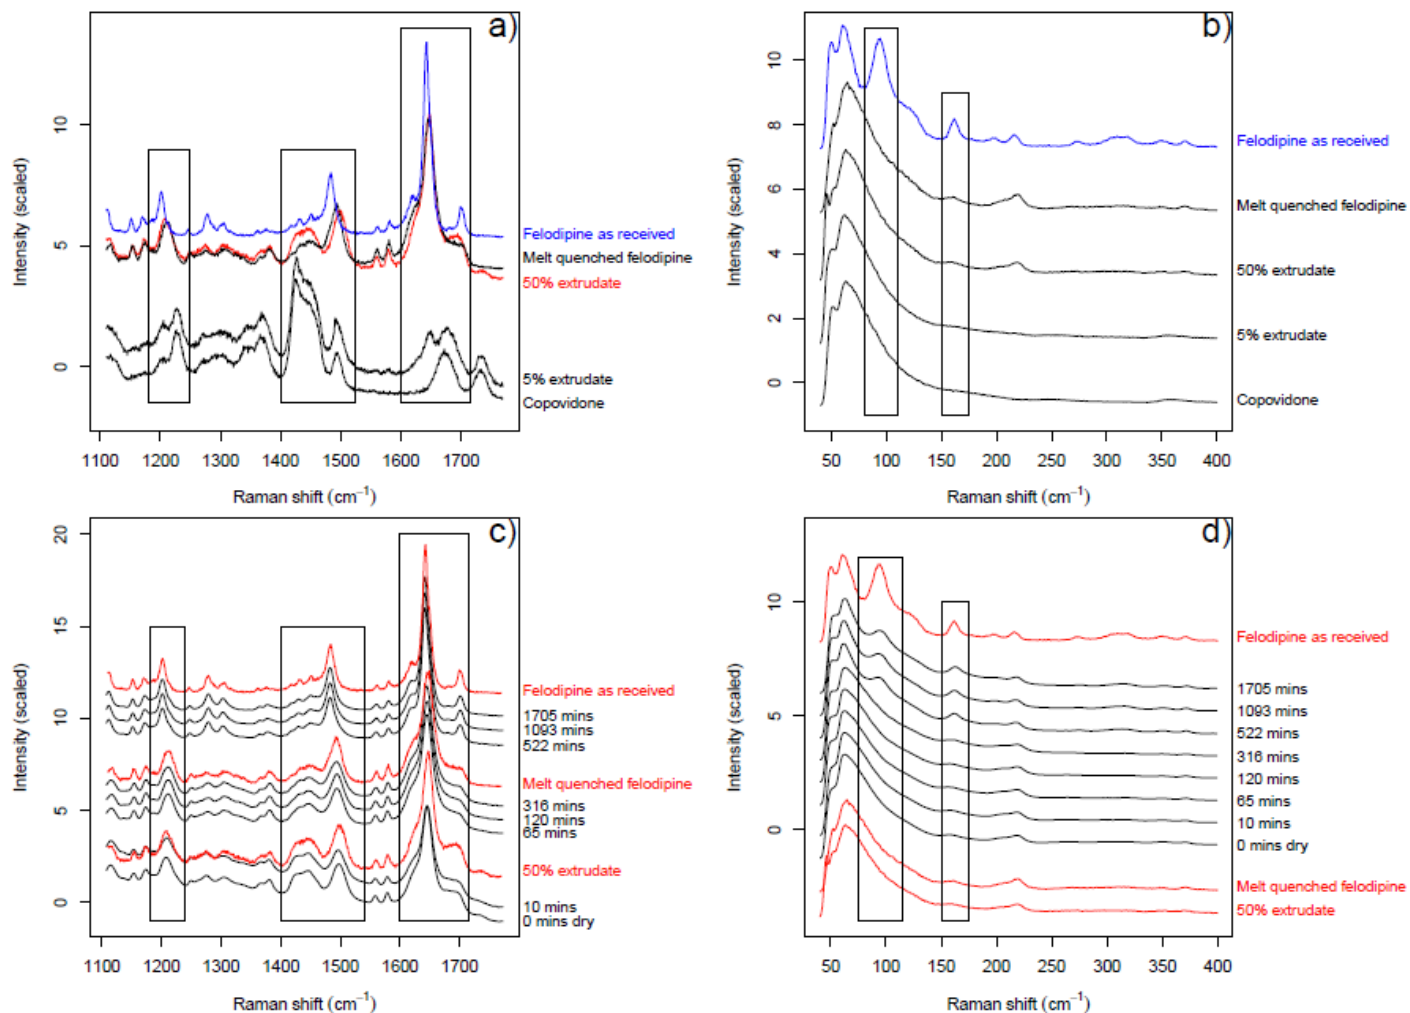 a)
Intensity (scaled)
10
5
0
Felodipine as received
Melt quenched felodipine
50% extrudate
5% extrudate
Copovidone
1100 1200 1300 1400 1500 1600 1700
Raman shift (cm⁻¹)
b)
Intensity (scaled)
10
8
6
4
2
0
Felodipine as received
Melt quenched felodipine
50% extrudate
5% extrudate
Copovidone
50 100 150 200 250 300 350 400
Raman shift (cm⁻¹)
c)
Intensity (scaled)
20
15
10
5
0
Felodipine as received
1705 mins
1093 mins
522 mins
Melt quenched felodipine
316 mins
120 mins
65 mins
50% extrudate
10 mins
0 mins dry
1100 1200 1300 1400 1500 1600 1700
Raman shift (cm⁻¹)
d)
Intensity (scaled)
10
5
0
Felodipine as received
1705 mins
1093 mins
522 mins
316 mins
120 mins
65 mins
10 mins
0 mins dry
Melt quenched felodipine
50% extrudate
50 100 150 200 250 300 350 400
Raman shift (cm⁻¹)